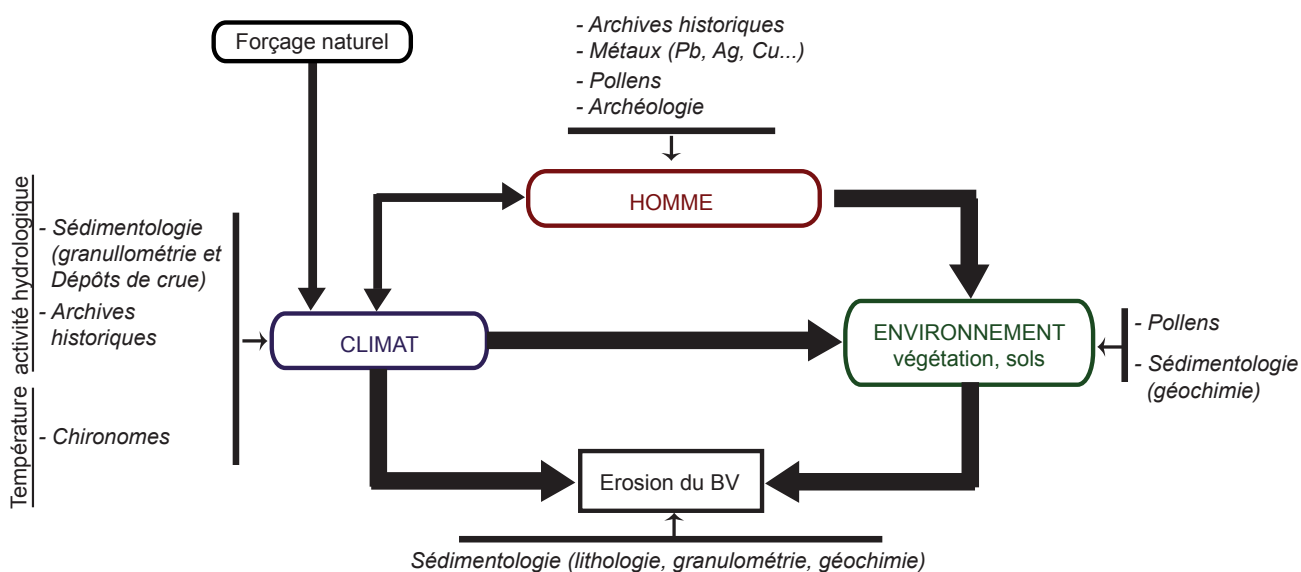 Forçage naturel
- Archives historiques
- Métaux (Pb, Ag, Cu...)
- Pollens
- Archéologie
HOMME
activité hydrologique
- Sédimentologie
(granullométrie et
Dépôts de crue)
- Archives
historiques
Température
- Chironomes
CLIMAT
ENVIRONNEMENT
végétation, sols
- Pollens
- Sédimentologie
(géochimie)
Erosion du BV
Sédimentologie (lithologie, granulométrie, géochimie)